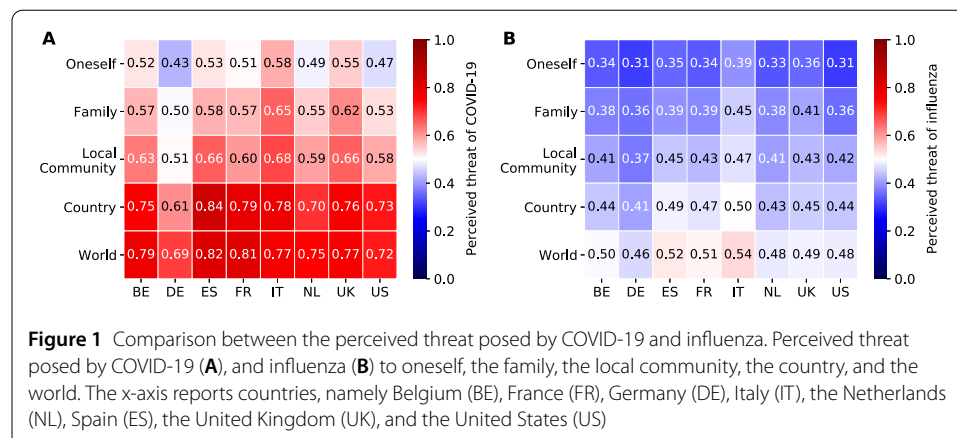 A
Oneself 0.52 0.43 0.53 0.51 0.58 0.49 0.55 0.47
Family 0.57 0.50 0.58 0.57 0.65 0.55 0.62 0.53
Local
Community 0.63 0.51 0.66 0.60 0.68 0.59 0.66 0.58
Country 0.75 0.61 0.84 0.79 0.78 0.70 0.76 0.73
World 0.79 0.69 0.82 0.81 0.77 0.75 0.77 0.72
BE DE ES FR IT NL UK US
1.0
0.8
0.6
0.4
0.2
0.0
Perceived threat of COVID-19
B
Oneself 0.34 0.31 0.35 0.34 0.39 0.33 0.36 0.31
Family 0.38 0.36 0.39 0.39 0.45 0.38 0.41 0.36
Local
Community 0.41 0.37 0.45 0.43 0.47 0.41 0.43 0.42
Country 0.44 0.41 0.49 0.47 0.50 0.43 0.45 0.44
World 0.50 0.46 0.52 0.51 0.54 0.48 0.49 0.48
BE DE ES FR IT NL UK US
1.0
0.8
0.6
0.4
0.2
0.0
Perceived threat of influenza
Figure 1 Comparison between the perceived threat posed by COVID-19 and influenza. Perceived threat
posed by COVID-19 (A), and influenza (B) to oneself, the family, the local community, the country, and the
world. The x-axis reports countries, namely Belgium (BE), France (FR), Germany (DE), Italy (IT), the Netherlands
(NL), Spain (ES), the United Kingdom (UK), and the United States (US)